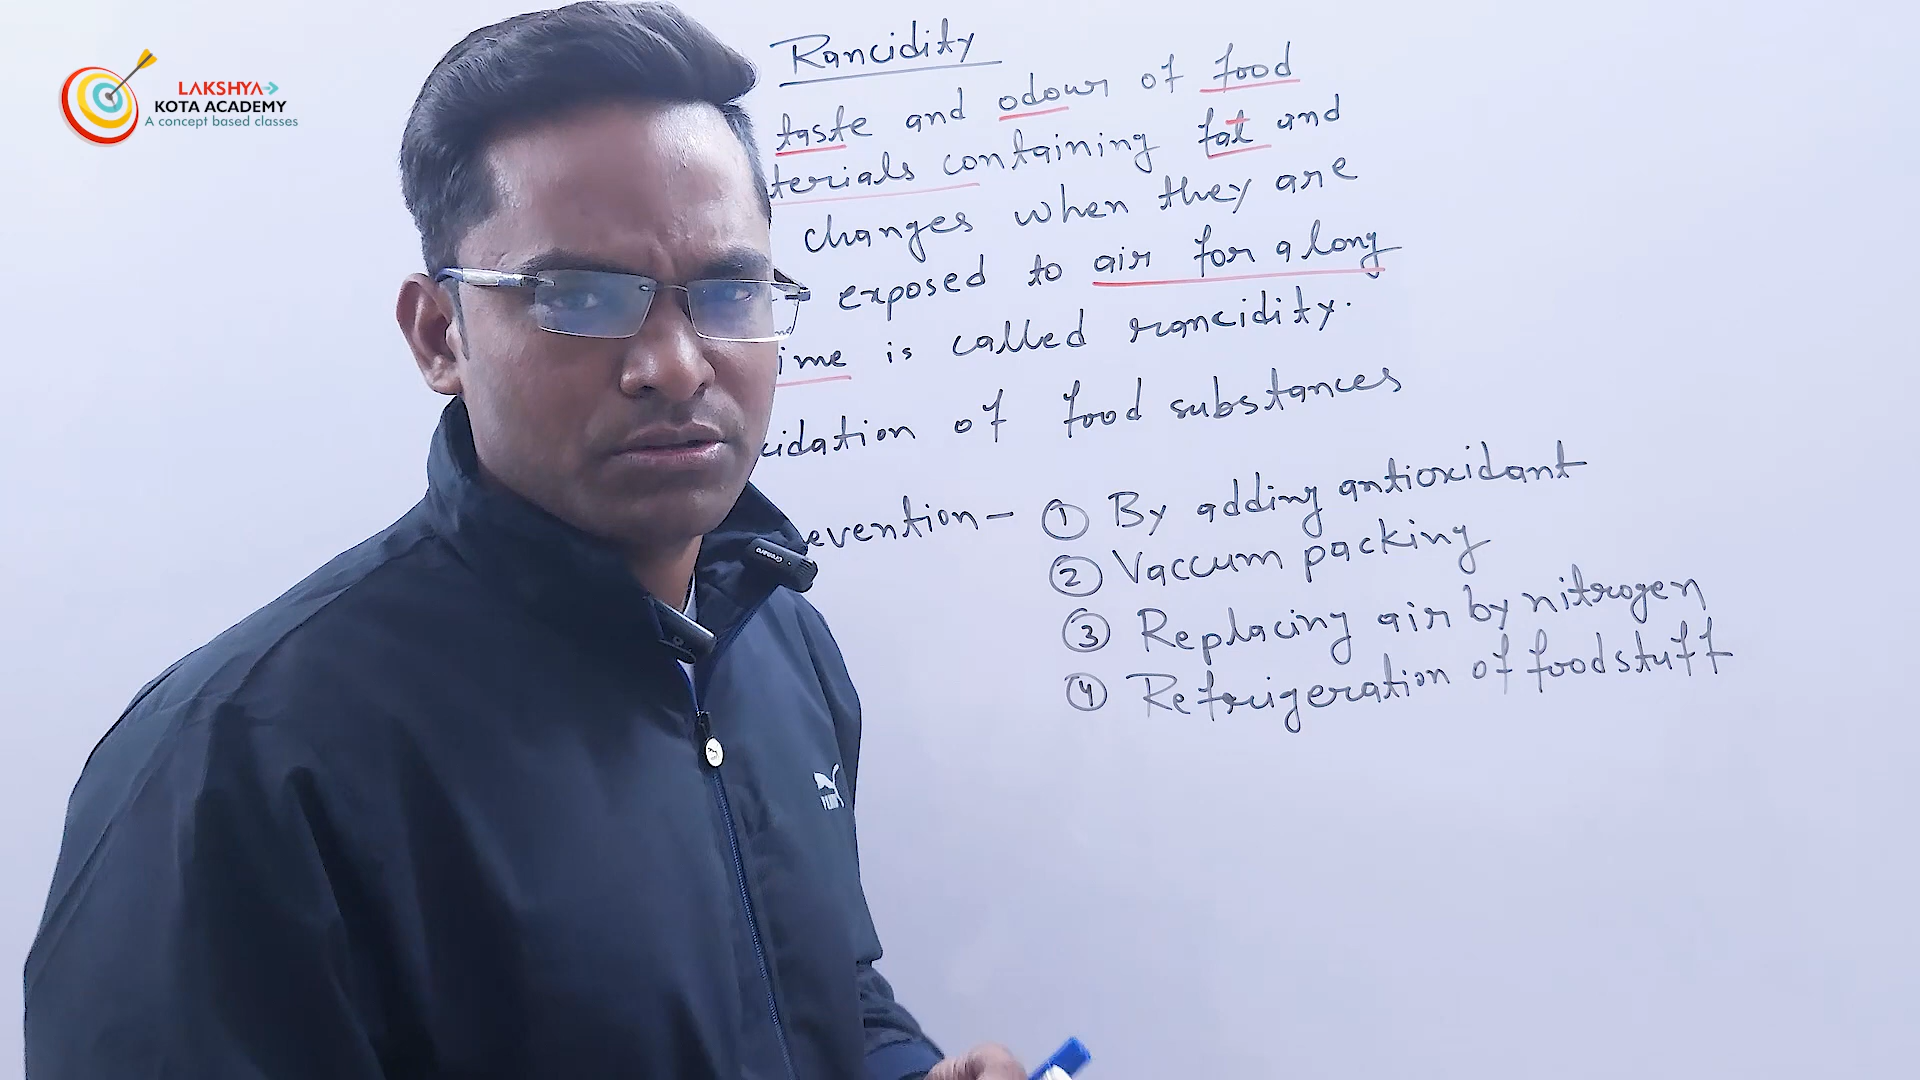 LAKSHYA
KOTA ACADEMY
A concept based classes
Rancidity
taste and odour of food
terials containing fat and
changes when they are
exposed to air for a long
ime is called rancidity.
idation of food substances
evention - ① By adding antioxidant
② Vaccum packing
③ Replacing air by nitrogen
④ Refrigeration of foodstuff